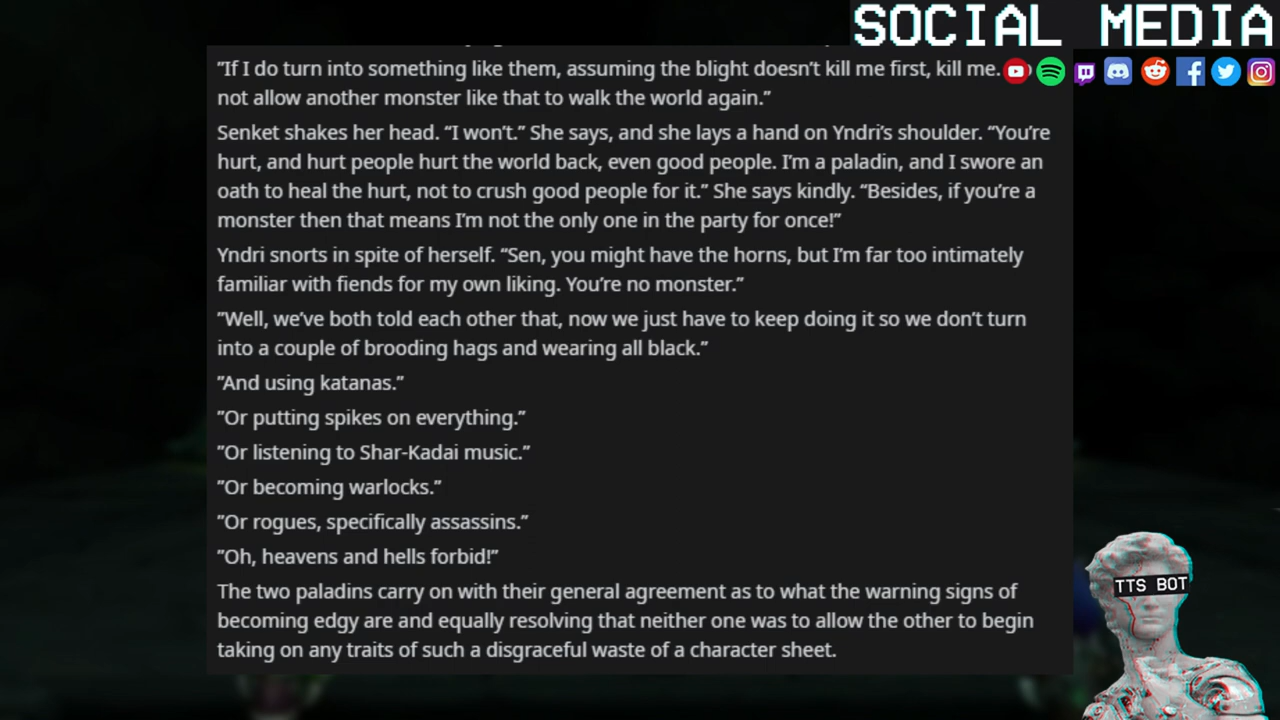 SOCIAL MEDIA
"If I do turn into something like them, assuming the blight doesn't kill me first, kill me.
not allow another monster like that to walk the world again."
Senket shakes her head. "I won't." She says, and she lays a hand on Yndri's shoulder. "You're
hurt, and hurt people hurt the world back, even good people. I'm a paladin, and I swore an
oath to heal the hurt, not to crush good people for it." She says kindly. "Besides, if you're a
monster then that means I'm not the only one in the party for once!"
Yndri snorts in spite of herself. "Sen, you might have the horns, but I'm far too intimately
familiar with fiends for my own liking. You're no monster."
"Well, we've both told each other that, now we just have to keep doing it so we don't turn
into a couple of brooding hags and wearing all black."
"And using katanas."
"Or putting spikes on everything."
"Or listening to Shar-Kadai music."
"Or becoming warlocks."
"Or rogues, specifically assassins."
"Oh, heavens and hells forbid!"
The two paladins carry on with their general agreement as to what the warning signs of
becoming edgy are and equally resolving that neither one was to allow the other to begin
taking on any traits of such a disgraceful waste of a character sheet.
TTS BOT